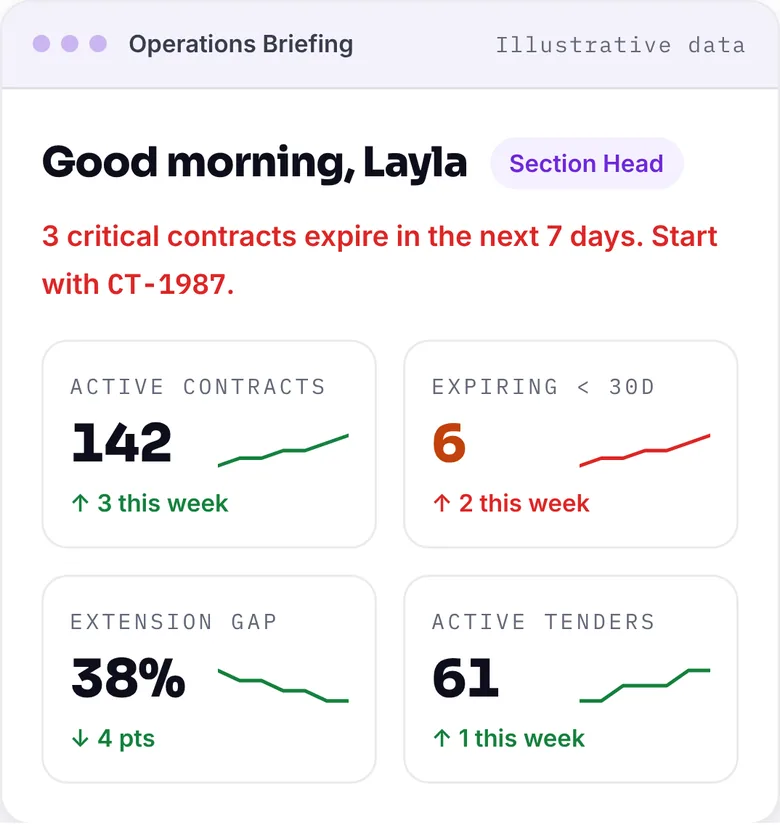 Operations Briefing
Illustrative data
Good morning, Layla
Section Head
3 critical contracts expire in the next 7 days. Start
with CT-1987.
ACTIVE CONTRACTS
142
↑ 3 this week
EXPIRING < 30D
6
↑ 2 this week
EXTENSION GAP
38%
↓ 4 pts
ACTIVE TENDERS
61
↑ 1 this week